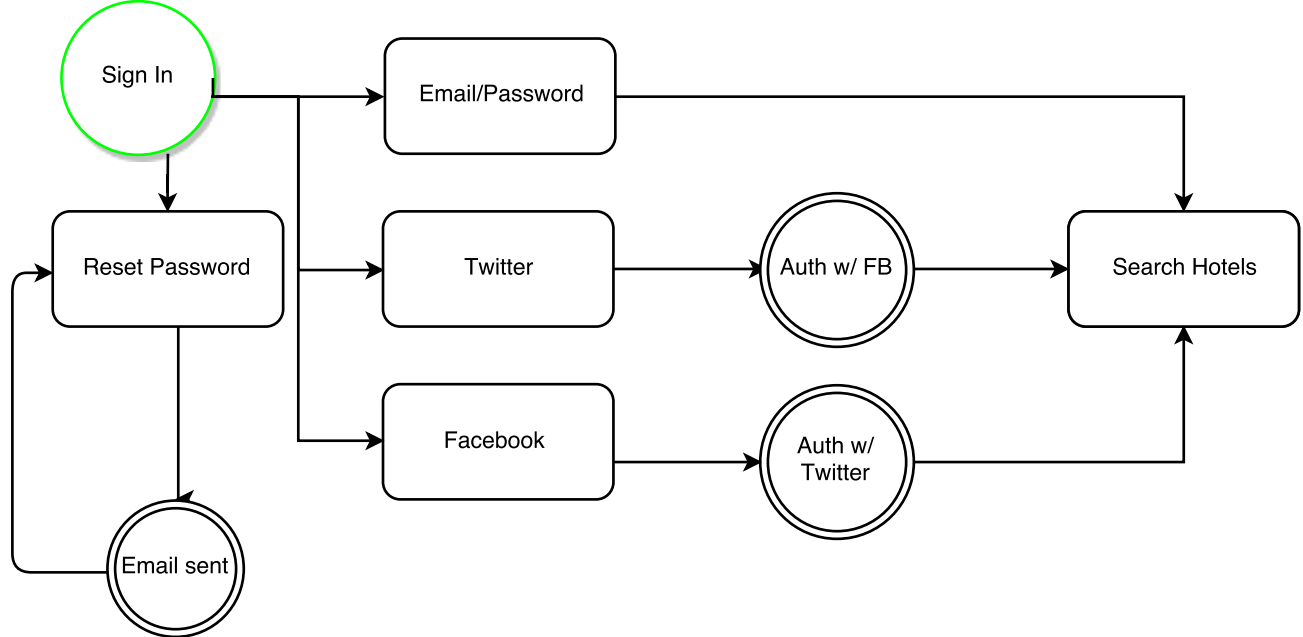 Sign In
Email/Password
Reset Password
Twitter
Auth w/ FB
Search Hotels
Facebook
Auth w/
Twitter
Email sent